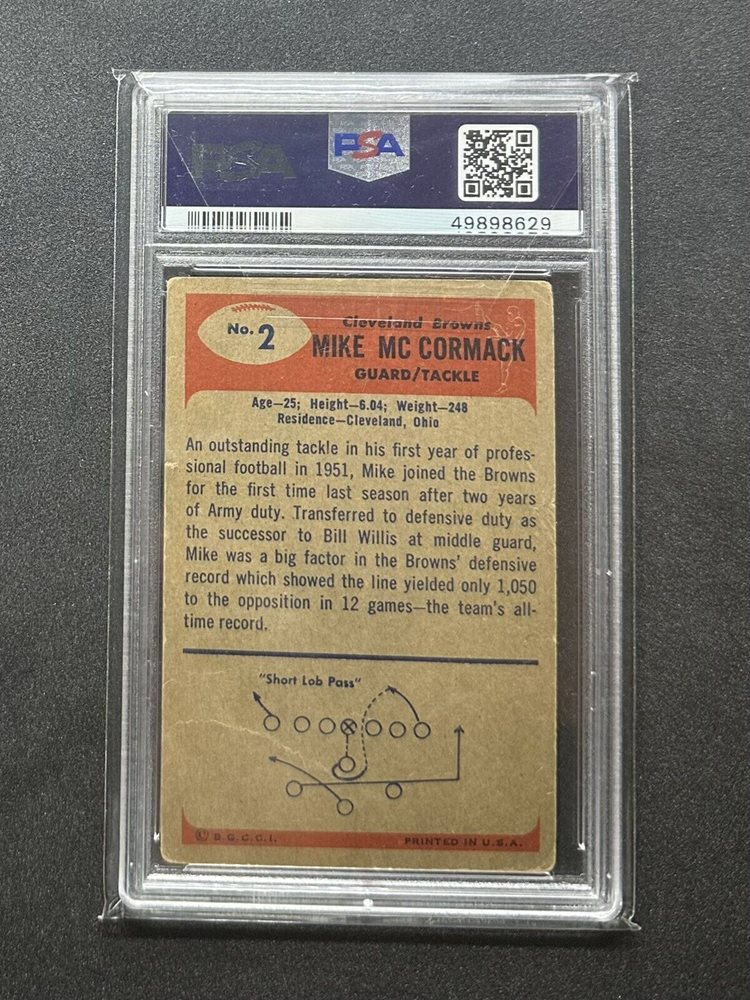 PSA
PSA
49898629
No. 2
Cleveland Browns
MIKE MC CORMACK
GUARD/TACKLE
Age—25; Height—6.04; Weight—248
Residence—Cleveland, Ohio
An outstanding tackle in his first year of profes-
sional football in 1951, Mike joined the Browns
for the first time last season after two years
of Army duty. Transferred to defensive duty as
the successor to Bill Willis at middle guard,
Mike was a big factor in the Browns' defensive
record which showed the line yielded only 1,050
to the opposition in 12 games—the team's all-
time record.
"Short Lob Pass"
© B.G.C.C.I.
PRINTED IN U.S.A.